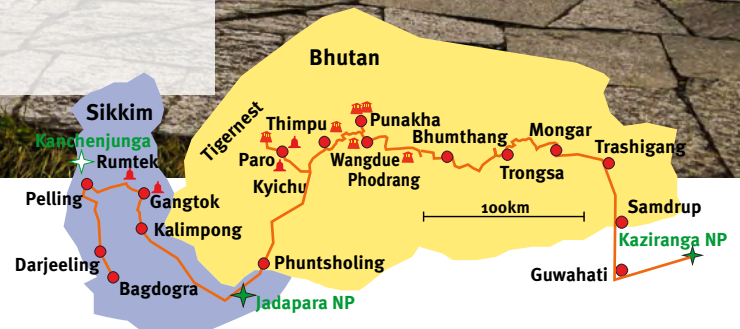 Bhutan
Sikkim
Kanchenjunga
Rumtek
Pelling
Gangtok
Kalimpong
Darjeeling
Bagdogra
Jadapara NP
Phuntsholing
Tigernest
Paro
Kyichu
Thimpu
Punakha
Wangdue
Phodrang
Bhumthang
Trongsa
Mongar
Trashigang
100km
Samdrup
Kaziranga NP
Guwahati